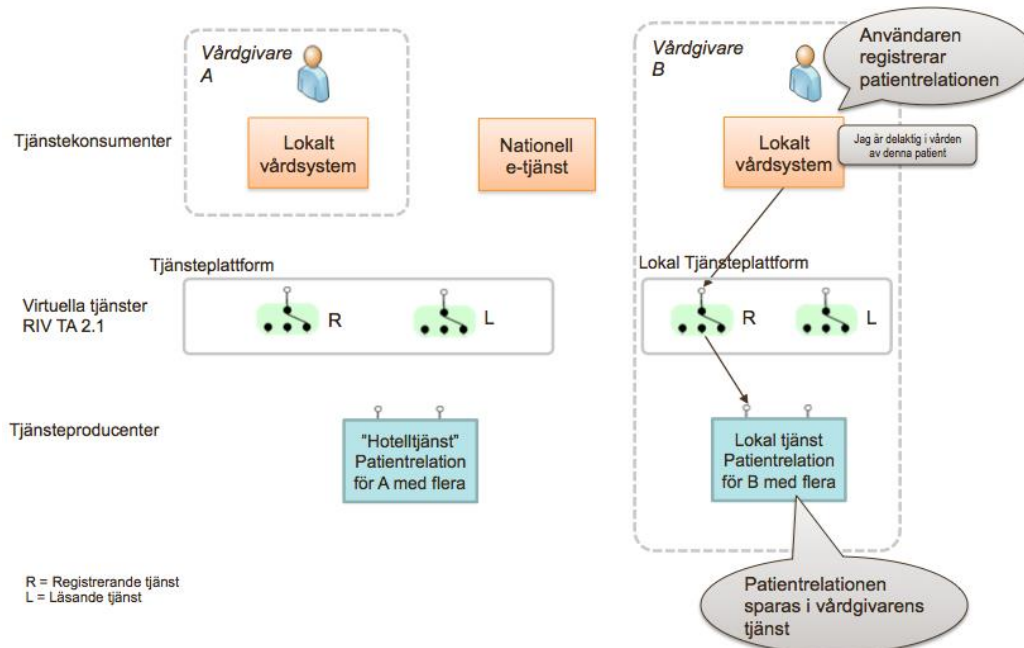 Vårdgivare
A
Vårdgivare
B
Användaren
registrerar
patientrelationen
Tjänstekonsumenter
Lokalt
vårdsystem
Nationell
e-tjänst
Lokalt
vårdsystem
Jag är delaktig i vården
av denna patient
Tjänsteplattform
Lokal Tjänsteplattform
Virtuella tjänster
RIV TA 2.1
R
L
R
L
Tjänsteproducenter
"Hotelltjänst"
Patientrelation
för A med flera
Lokal tjänst
Patientrelation
för B med flera
R = Registrerande tjänst
L = Läsande tjänst
Patientrelationen
sparas i vårdgivarens
tjänst